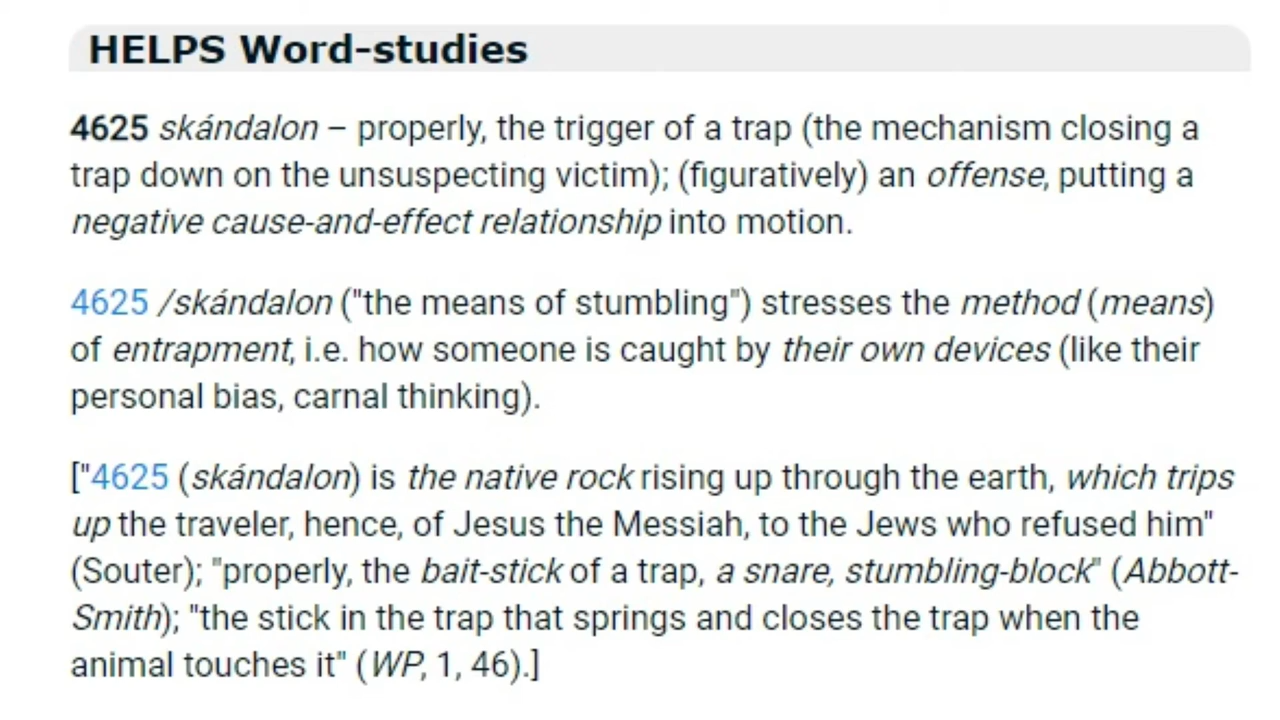 HELPS Word-studies
4625 skándalon – properly, the trigger of a trap (the mechanism closing a
trap down on the unsuspecting victim); (figuratively) an offense, putting a
negative cause-and-effect relationship into motion.
4625 /skándalon ("the means of stumbling") stresses the method (means)
of entrapment, i.e. how someone is caught by their own devices (like their
personal bias, carnal thinking).
["4625 (skándalon) is the native rock rising up through the earth, which trips
up the traveler, hence, of Jesus the Messiah, to the Jews who refused him"
(Souter); "properly, the bait-stick of a trap, a snare, stumbling-block" (Abbott-
Smith); "the stick in the trap that springs and closes the trap when the
animal touches it" (WP, 1, 46).]